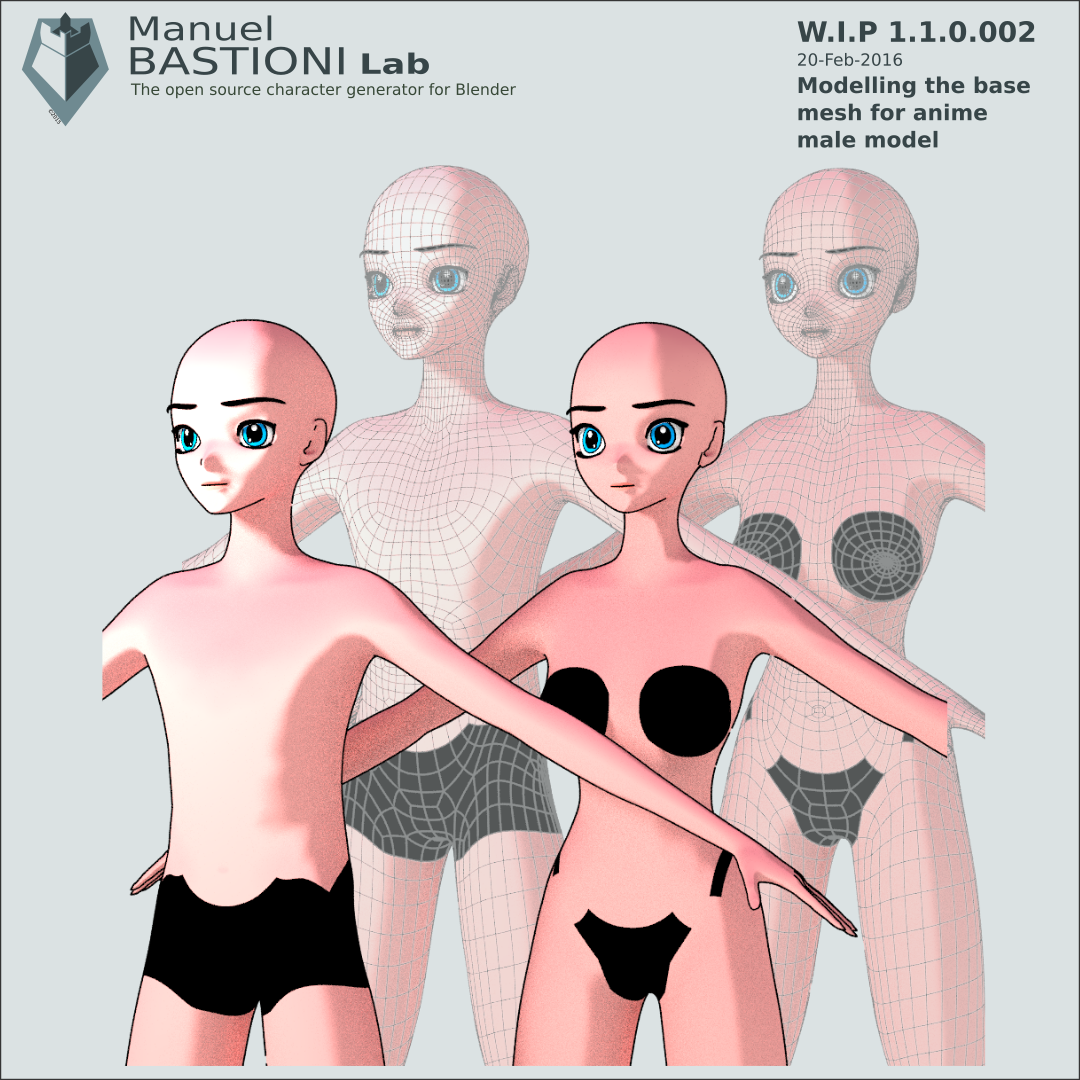 Manuel
BASTIONI Lab
The open source character generator for Blender
©2015
W.I.P 1.1.0.002
20-Feb-2016
Modelling the base
mesh for anime
male model